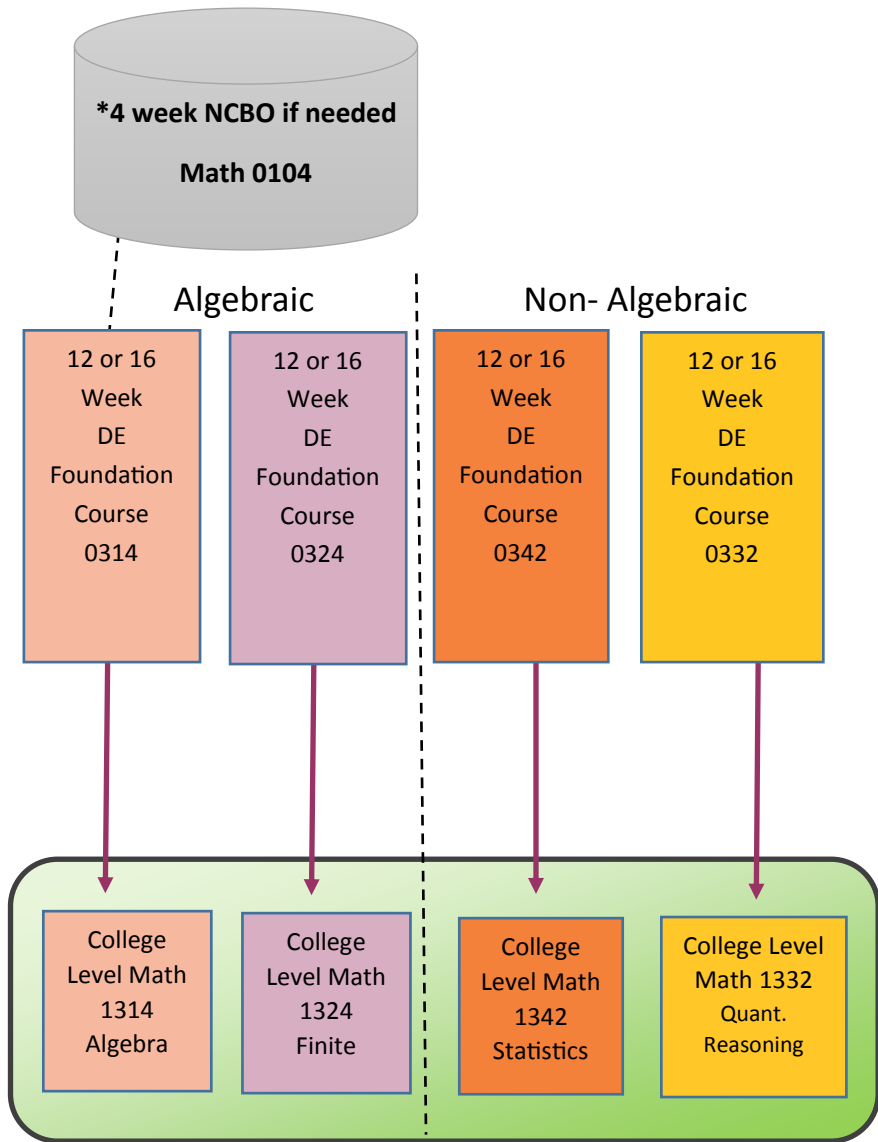 *4 week NCBO if needed
Math 0104
Algebraic
Non- Algebraic
12 or 16
Week
DE
Foundation
Course
0314
12 or 16
Week
DE
Foundation
Course
0324
12 or 16
Week
DE
Foundation
Course
0342
12 or 16
Week
DE
Foundation
Course
0332
College
Level Math
1314
Algebra
College
Level Math
1324
Finite
College
Level Math
1342
Statistics
College Level
Math 1332
Quant.
Reasoning